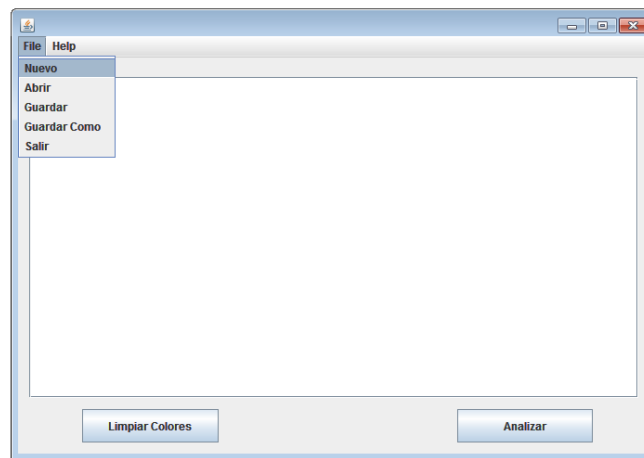 File Help
Nuevo
Abrir
Guardar
Guardar Como
Salir
Limpiar Colores
Analizar